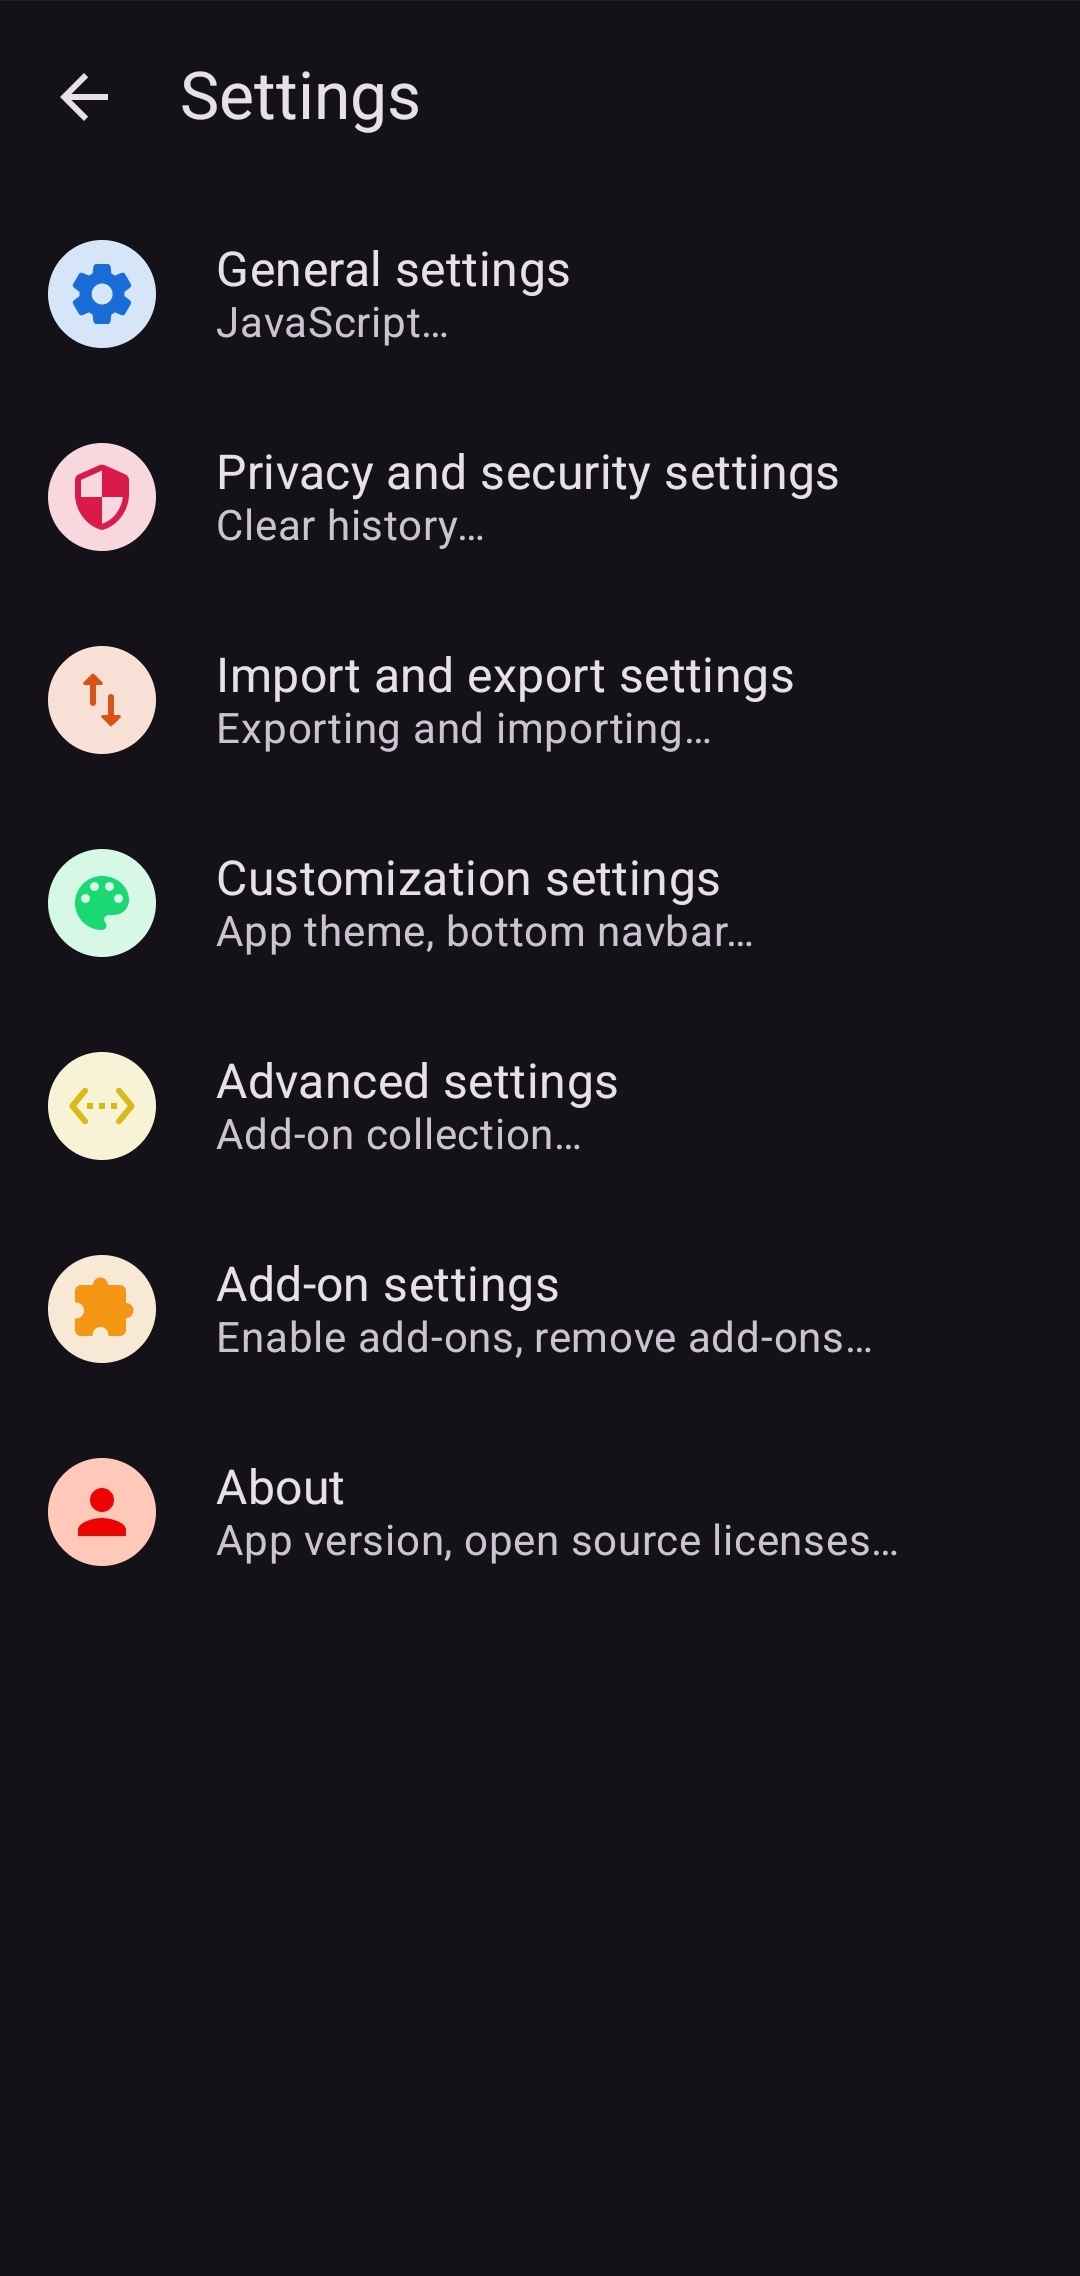 Settings
General settings
JavaScript…
Privacy and security settings
Clear history…
Import and export settings
Exporting and importing…
Customization settings
App theme, bottom navbar…
Advanced settings
Add-on collection…
Add-on settings
Enable add-ons, remove add-ons…
About
App version, open source licenses…